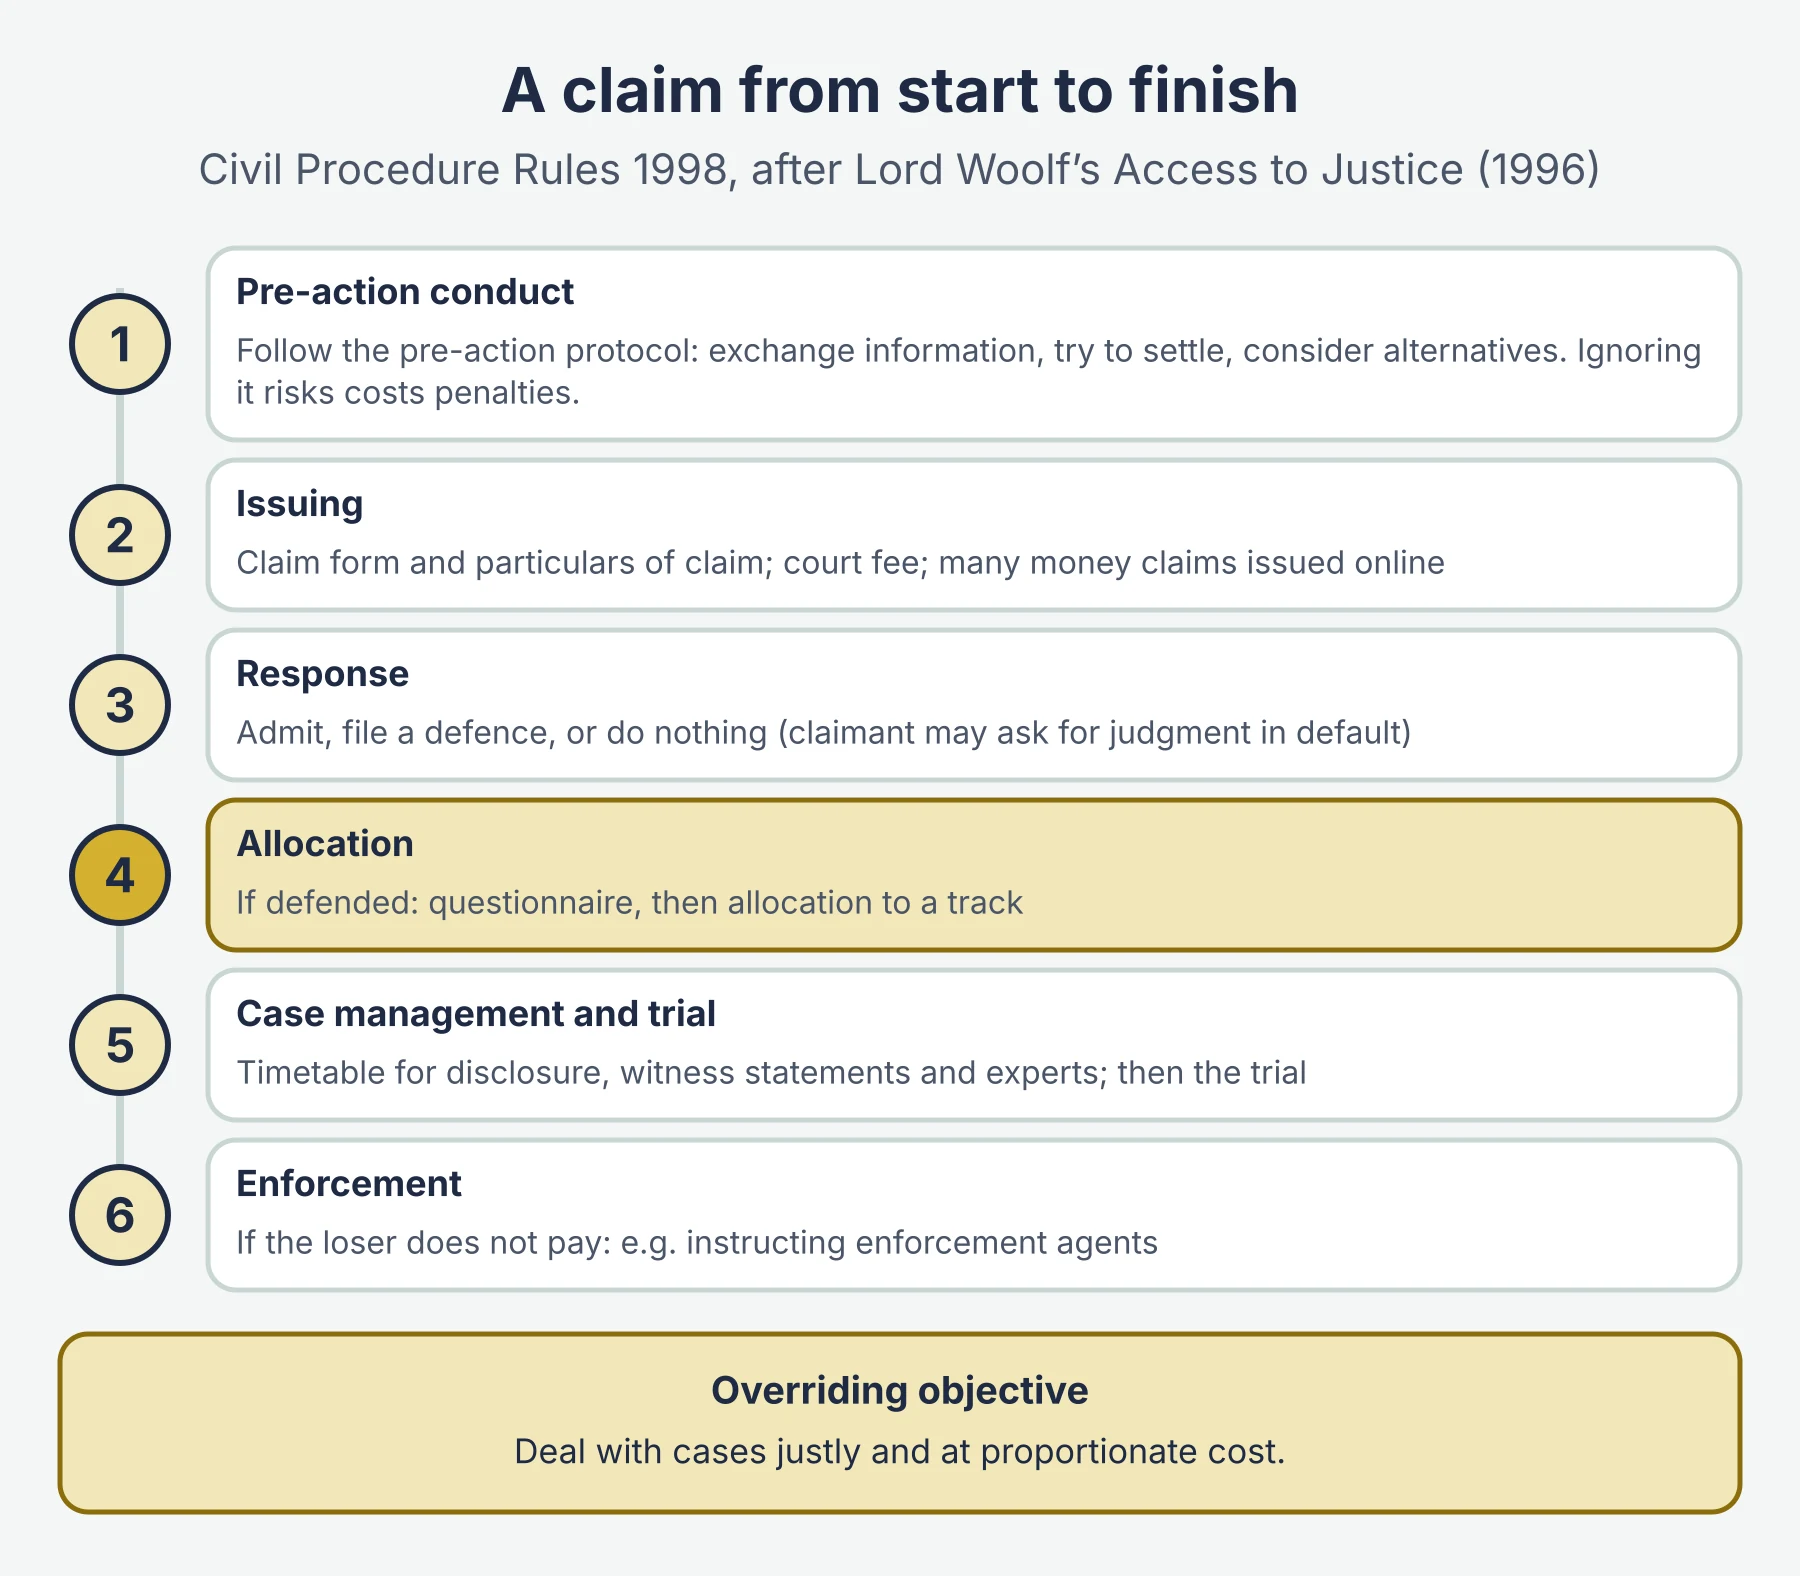 A claim from start to finish
Civil Procedure Rules 1998, after Lord Woolf’s Access to Justice (1996)
1
Pre-action conduct
Follow the pre-action protocol: exchange information, try to settle, consider alternatives. Ignoring
it risks costs penalties.
2
Issuing
Claim form and particulars of claim; court fee; many money claims issued online
3
Response
Admit, file a defence, or do nothing (claimant may ask for judgment in default)
4
Allocation
If defended: questionnaire, then allocation to a track
5
Case management and trial
Timetable for disclosure, witness statements and experts; then the trial
6
Enforcement
If the loser does not pay: e.g. instructing enforcement agents
Overriding objective
Deal with cases justly and at proportionate cost.